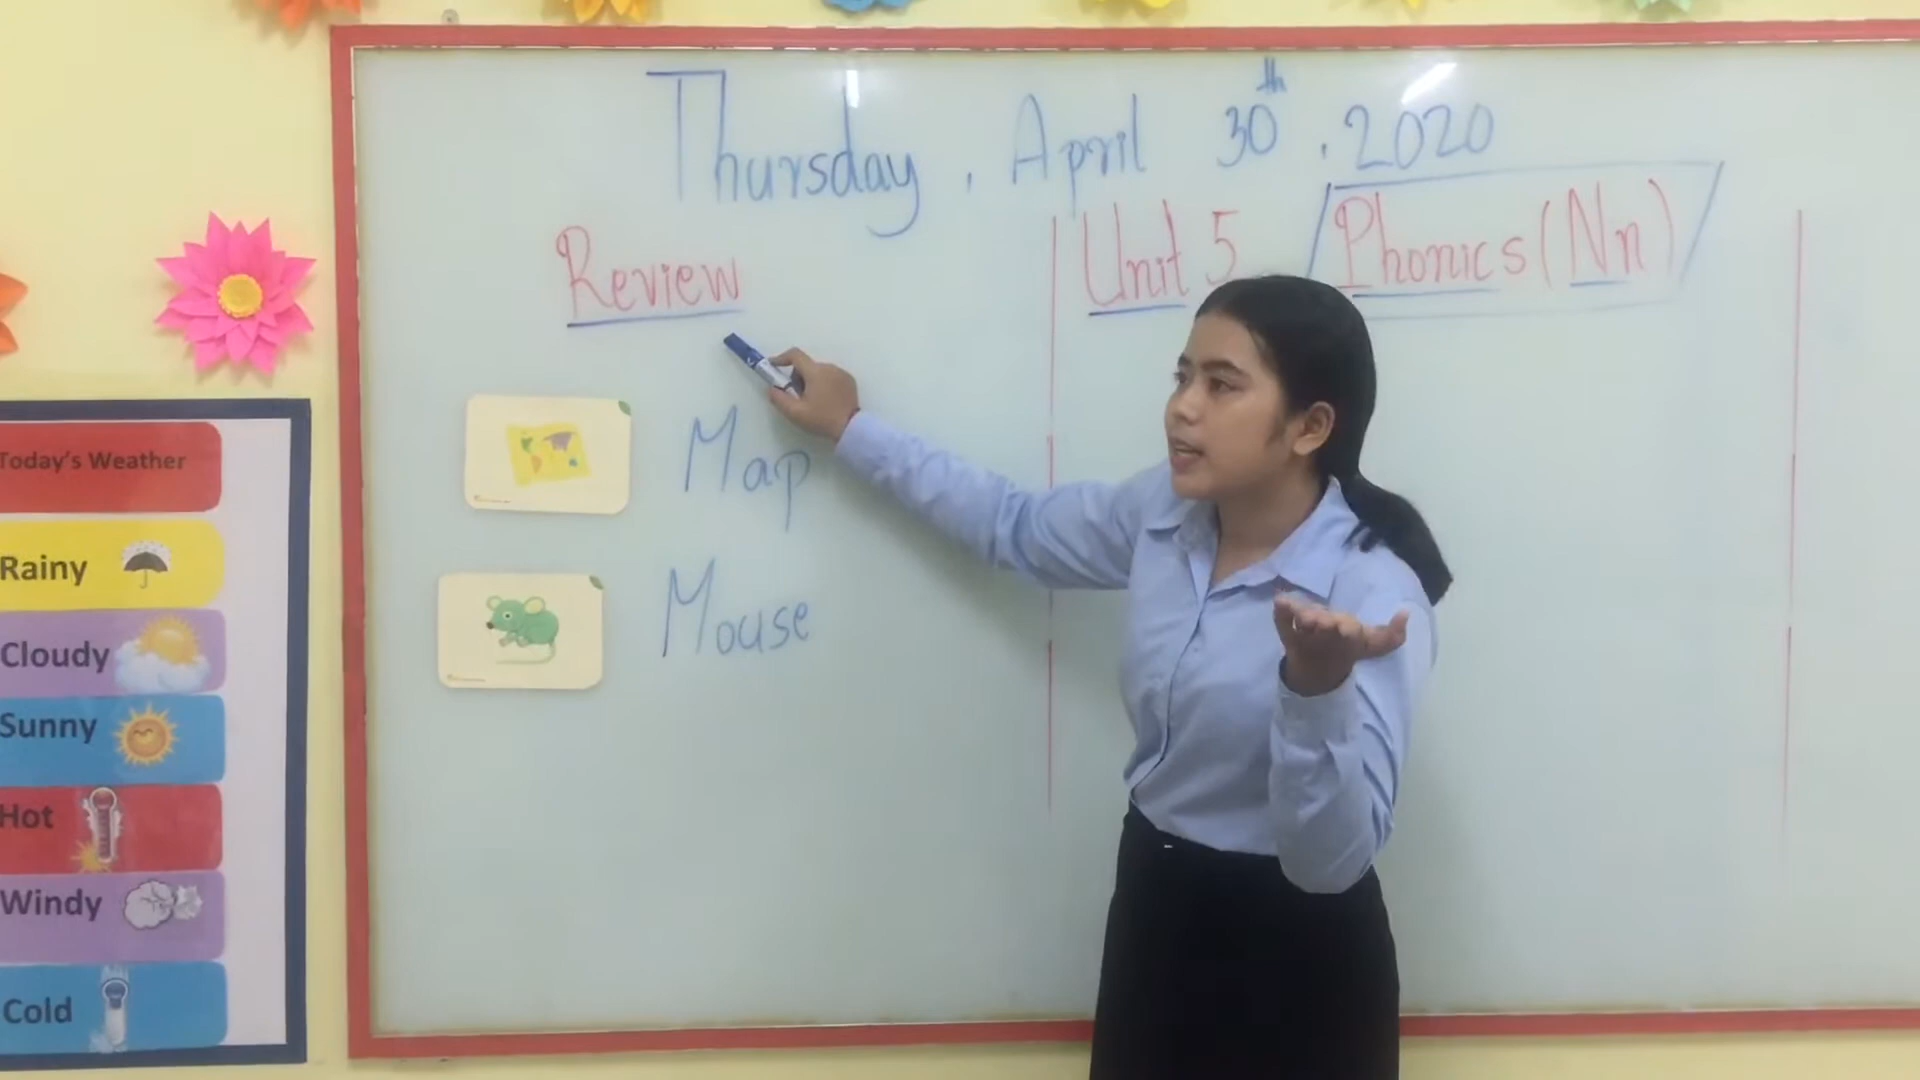 Thursday, April 30th, 2020
Review
Map
Mouse
Unit 5
Phonics (Nn)
Today's Weather
Rainy
Cloudy
Sunny
Hot
Windy
Cold